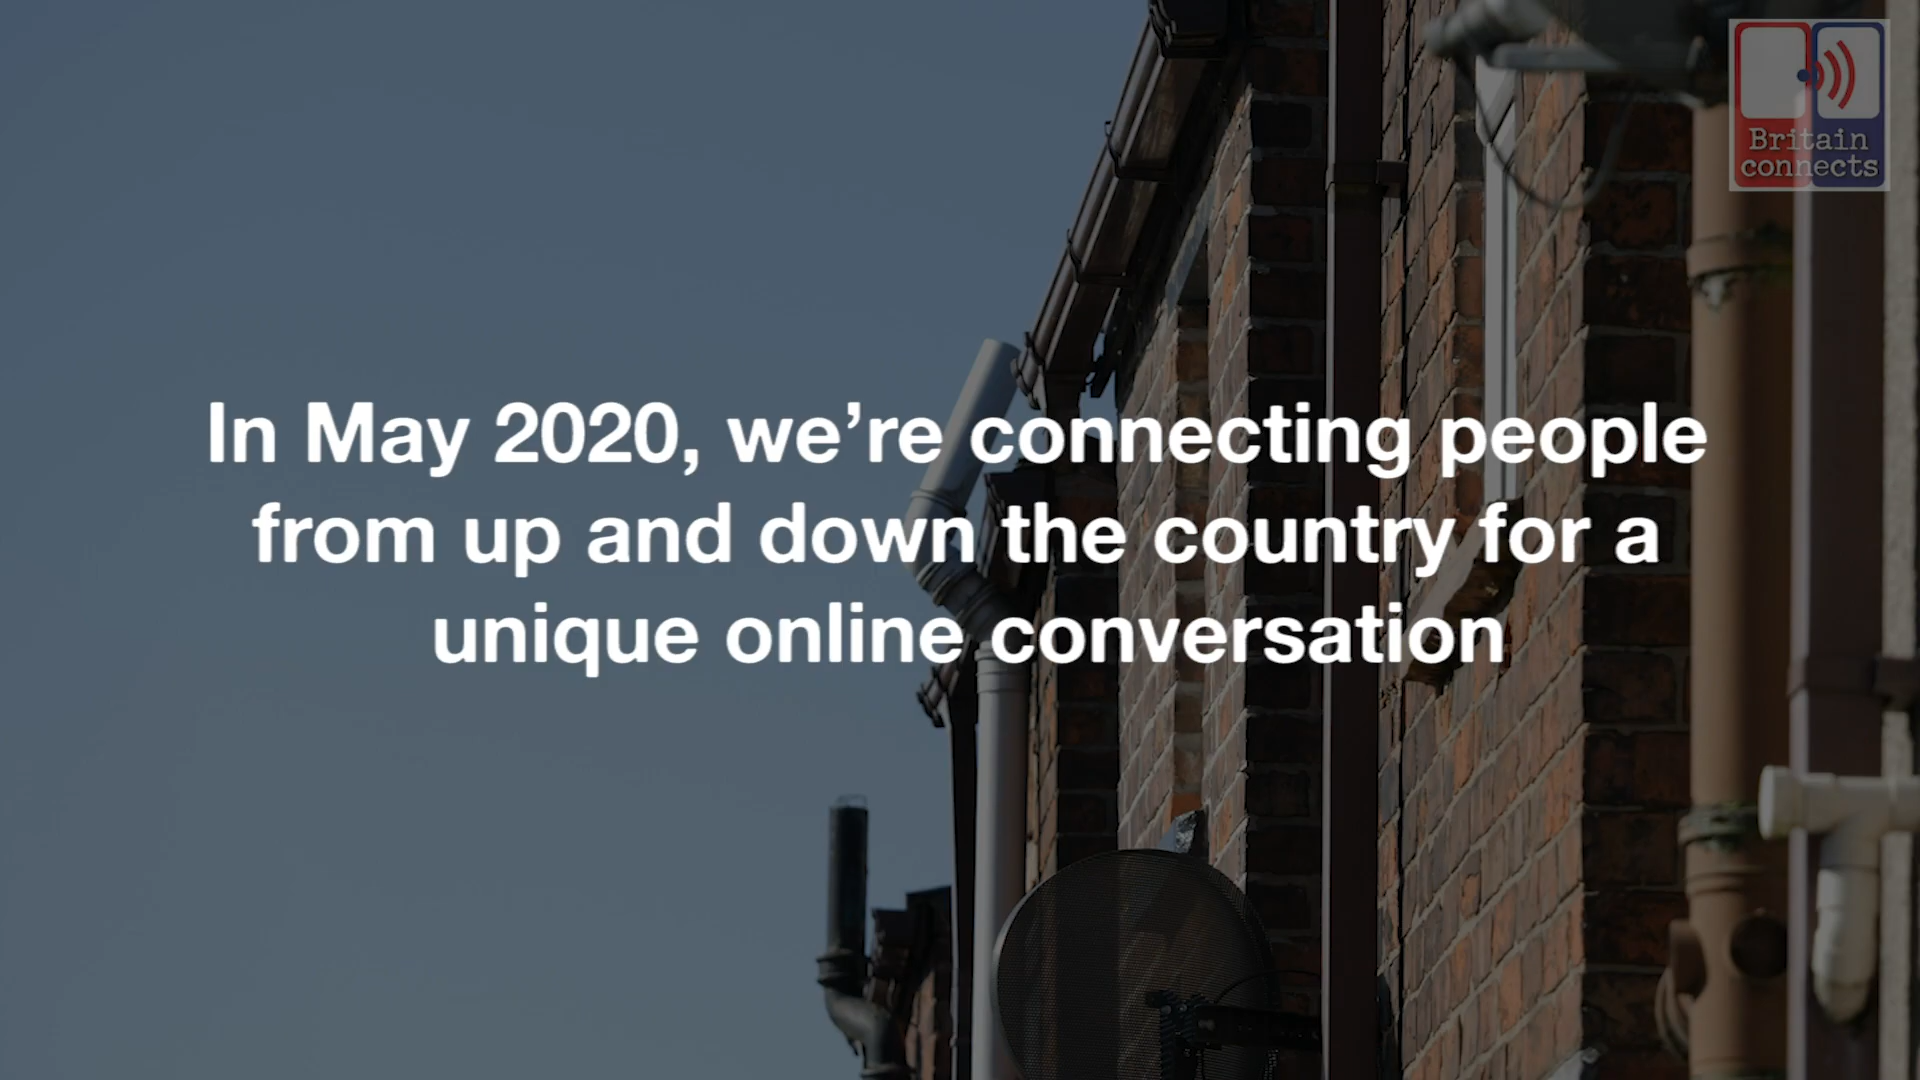 Britain
connects
In May 2020, we’re connecting people
from up and down the country for a
unique online conversation